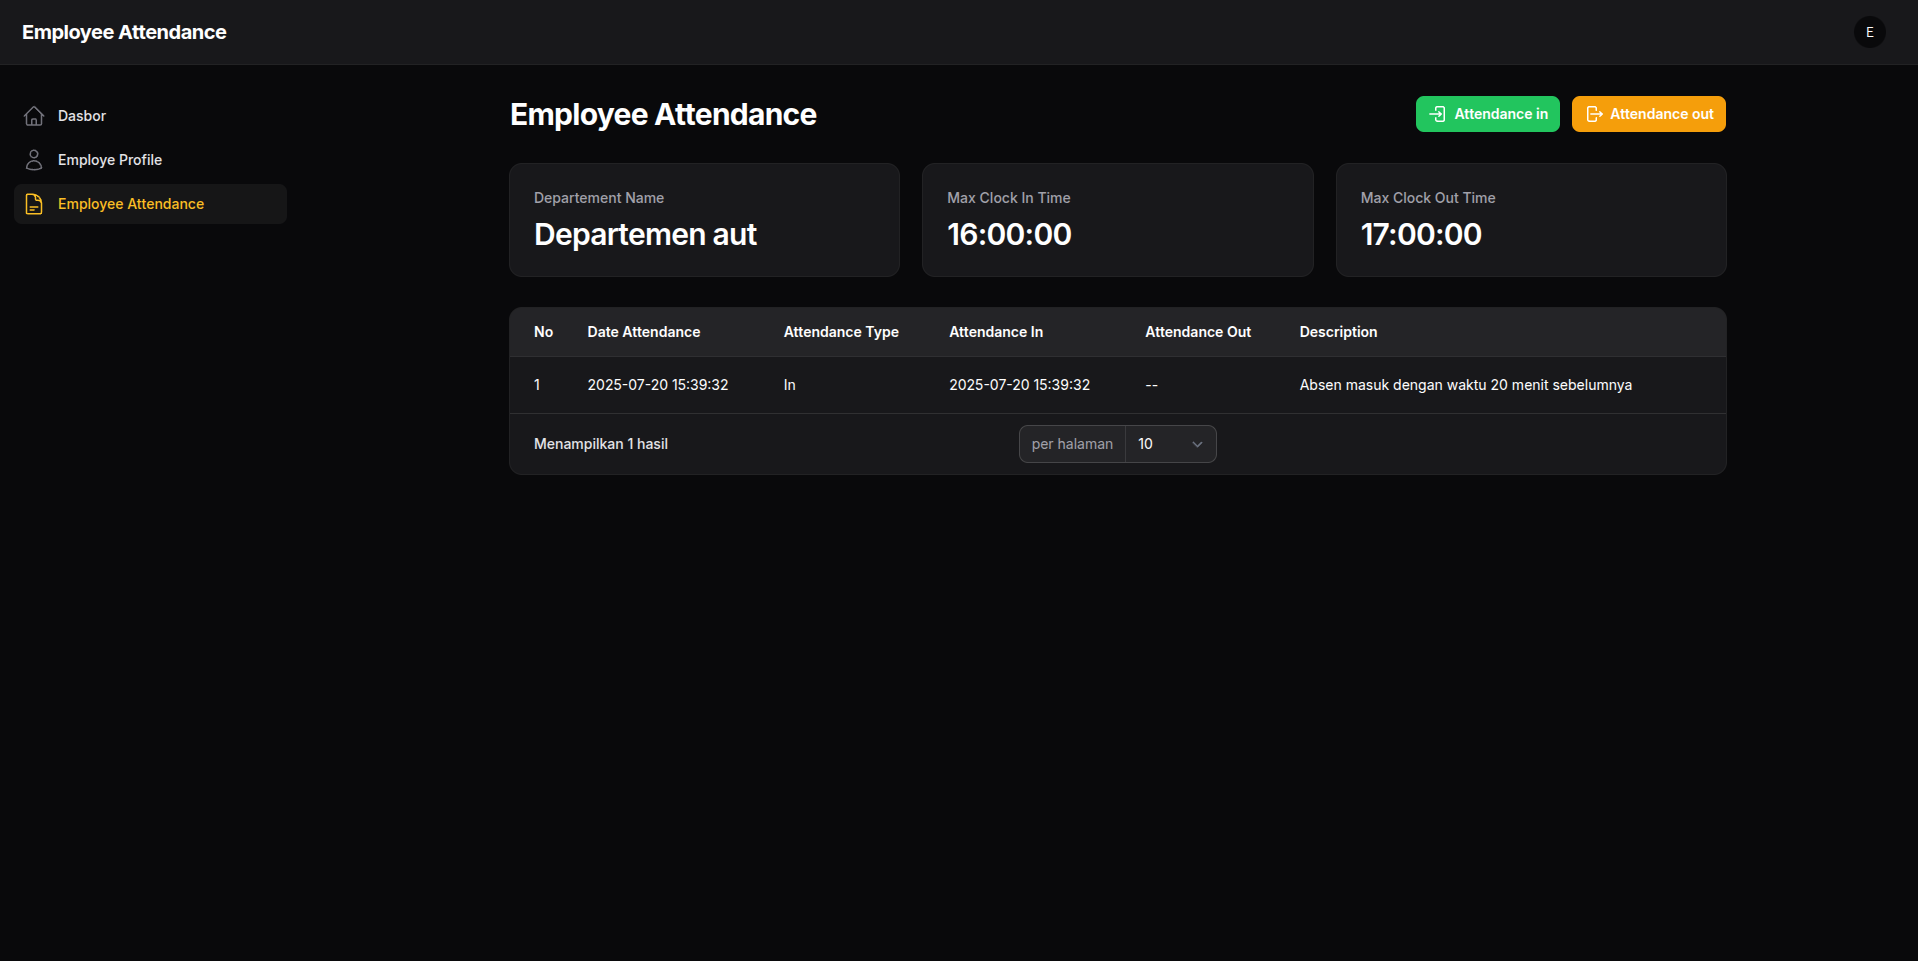 Employee Attendance
E
Dasbor
Employe Profile
Employee Attendance
Employee Attendance
Attendance in
Attendance out
Departement Name
Departemen aut
Max Clock In Time
16:00:00
Max Clock Out Time
17:00:00
No Date Attendance Attendance Type Attendance In Attendance Out Description
1 2025-07-20 15:39:32 In 2025-07-20 15:39:32 -- Absen masuk dengan waktu 20 menit sebelumnya
Menampilkan 1 hasil per halaman 10